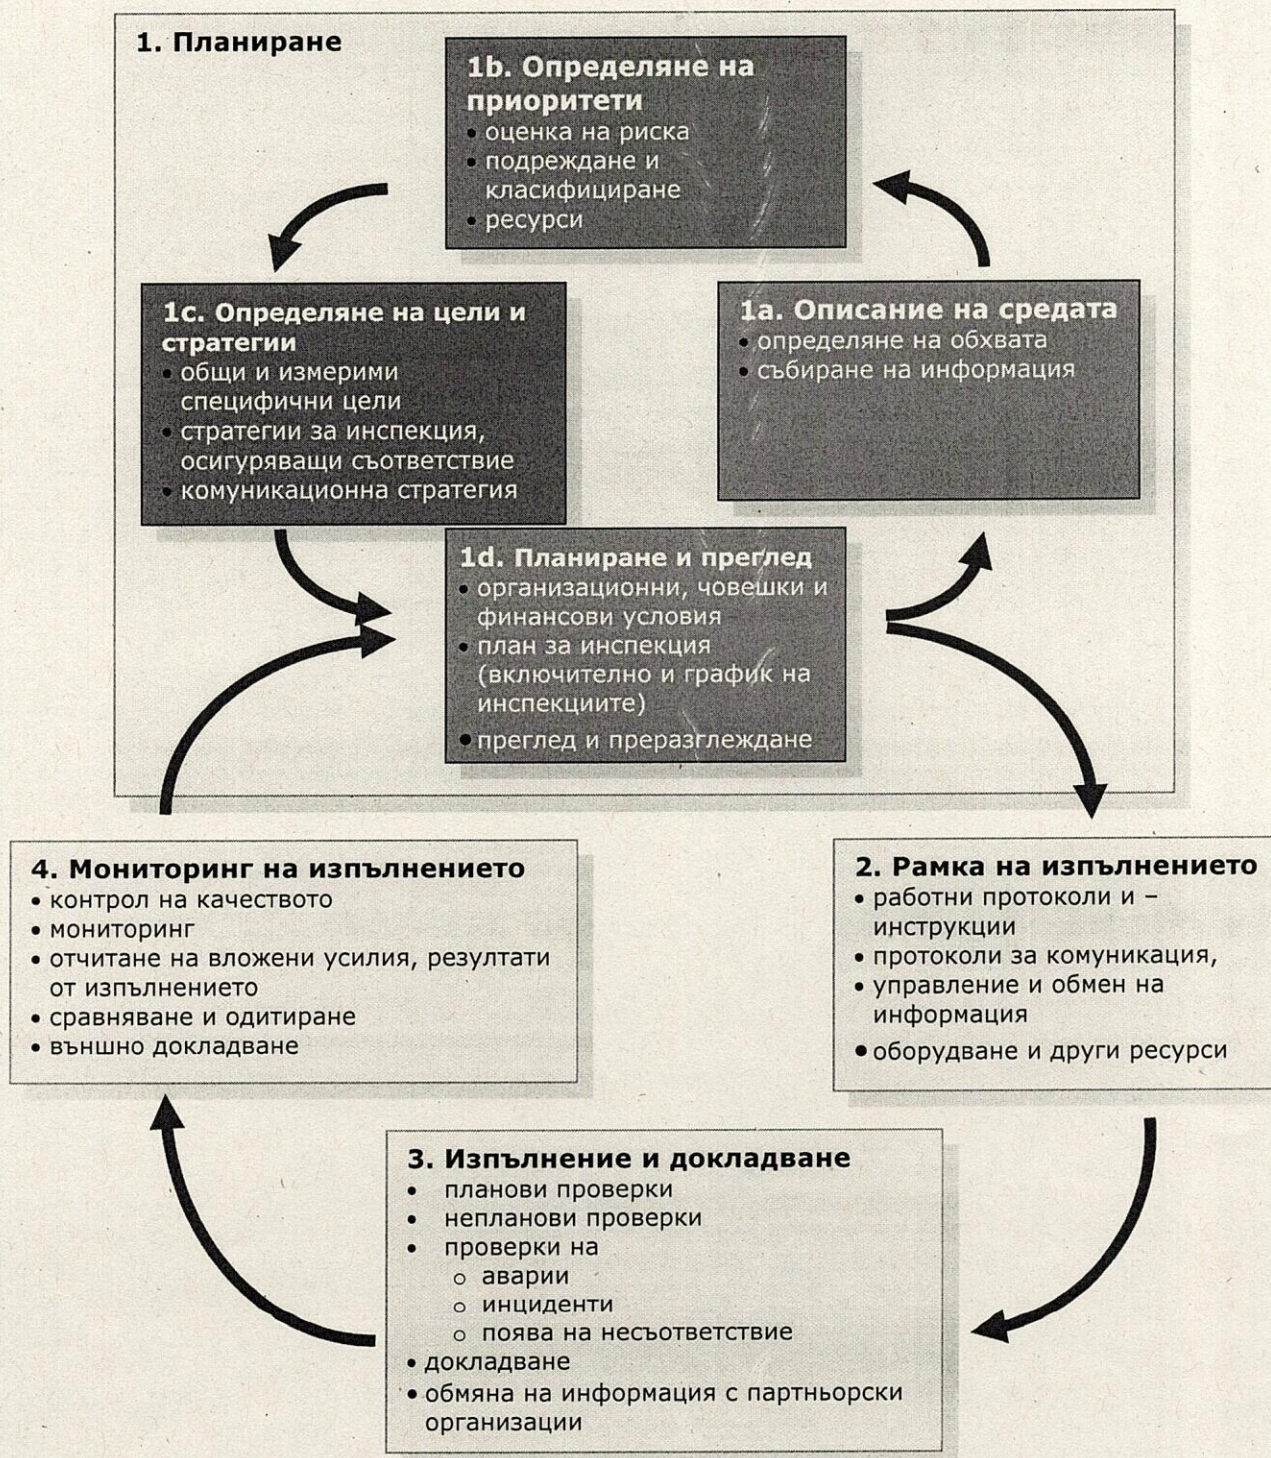 1. Планиране
1b. Определяне на
приоритети
• оценка на риска
• подреждане и
класифициране
• ресурси
1c. Определяне на цели и
стратегии
• общи и измерими
специфични цели
• стратегии за инспекция,
осигуряващи съответствие
• комуникационна стратегия
1a. Описание на средата
• определяне на обхвата
• събиране на информация
1d. Планиране и преглед
• организационни, човешки и
финансови условия
• план за инспекция
(включително и график на
инспекциите)
• преглед и преразглеждане
4. Мониторинг на изпълнението
• контрол на качеството
• мониторинг
• отчитане на вложени усилия, резултати
от изпълнението
• сравняване и одитиране
• външно докладване
2. Рамка на изпълнението
• работни протоколи и –
инструкции
• протоколи за комуникация,
• управление и обмен на
информация
• оборудване и други ресурси
3. Изпълнение и докладване
• планови проверки
• непланови проверки
• проверки на
o аварии
o инциденти
o поява на несъответствие
• докладване
• обмяна на информация с партньорски
организации